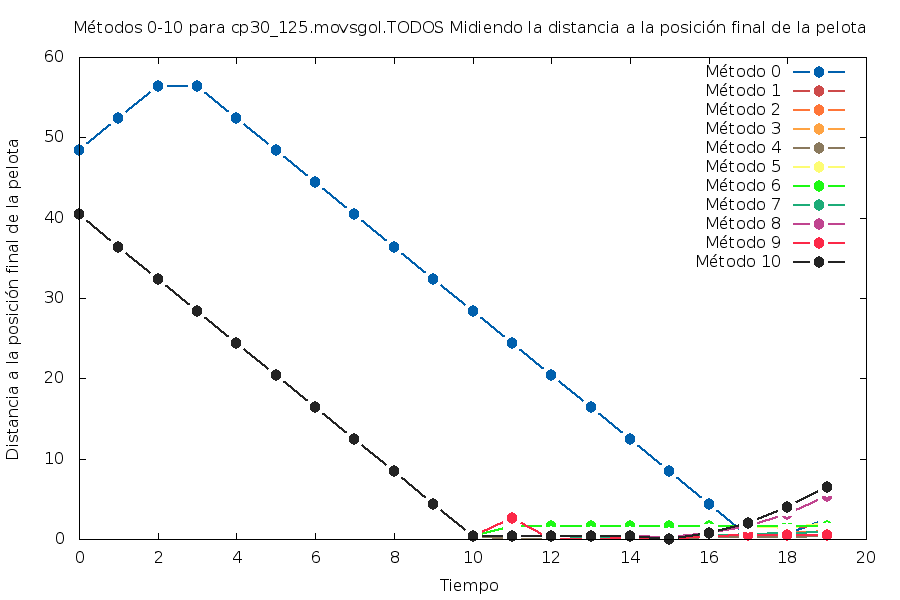 Métodos 0-10 para cp30_125.movsgol.TODOS Midiendo la distancia a la posición final de la pelota
Distancia a la posición final de la pelota
60
50
40
30
20
10
0
0 2 4 6 8 10 12 14 16 18 20
Tiempo
Método 0
Método 1
Método 2
Método 3
Método 4
Método 5
Método 6
Método 7
Método 8
Método 9
Método 10